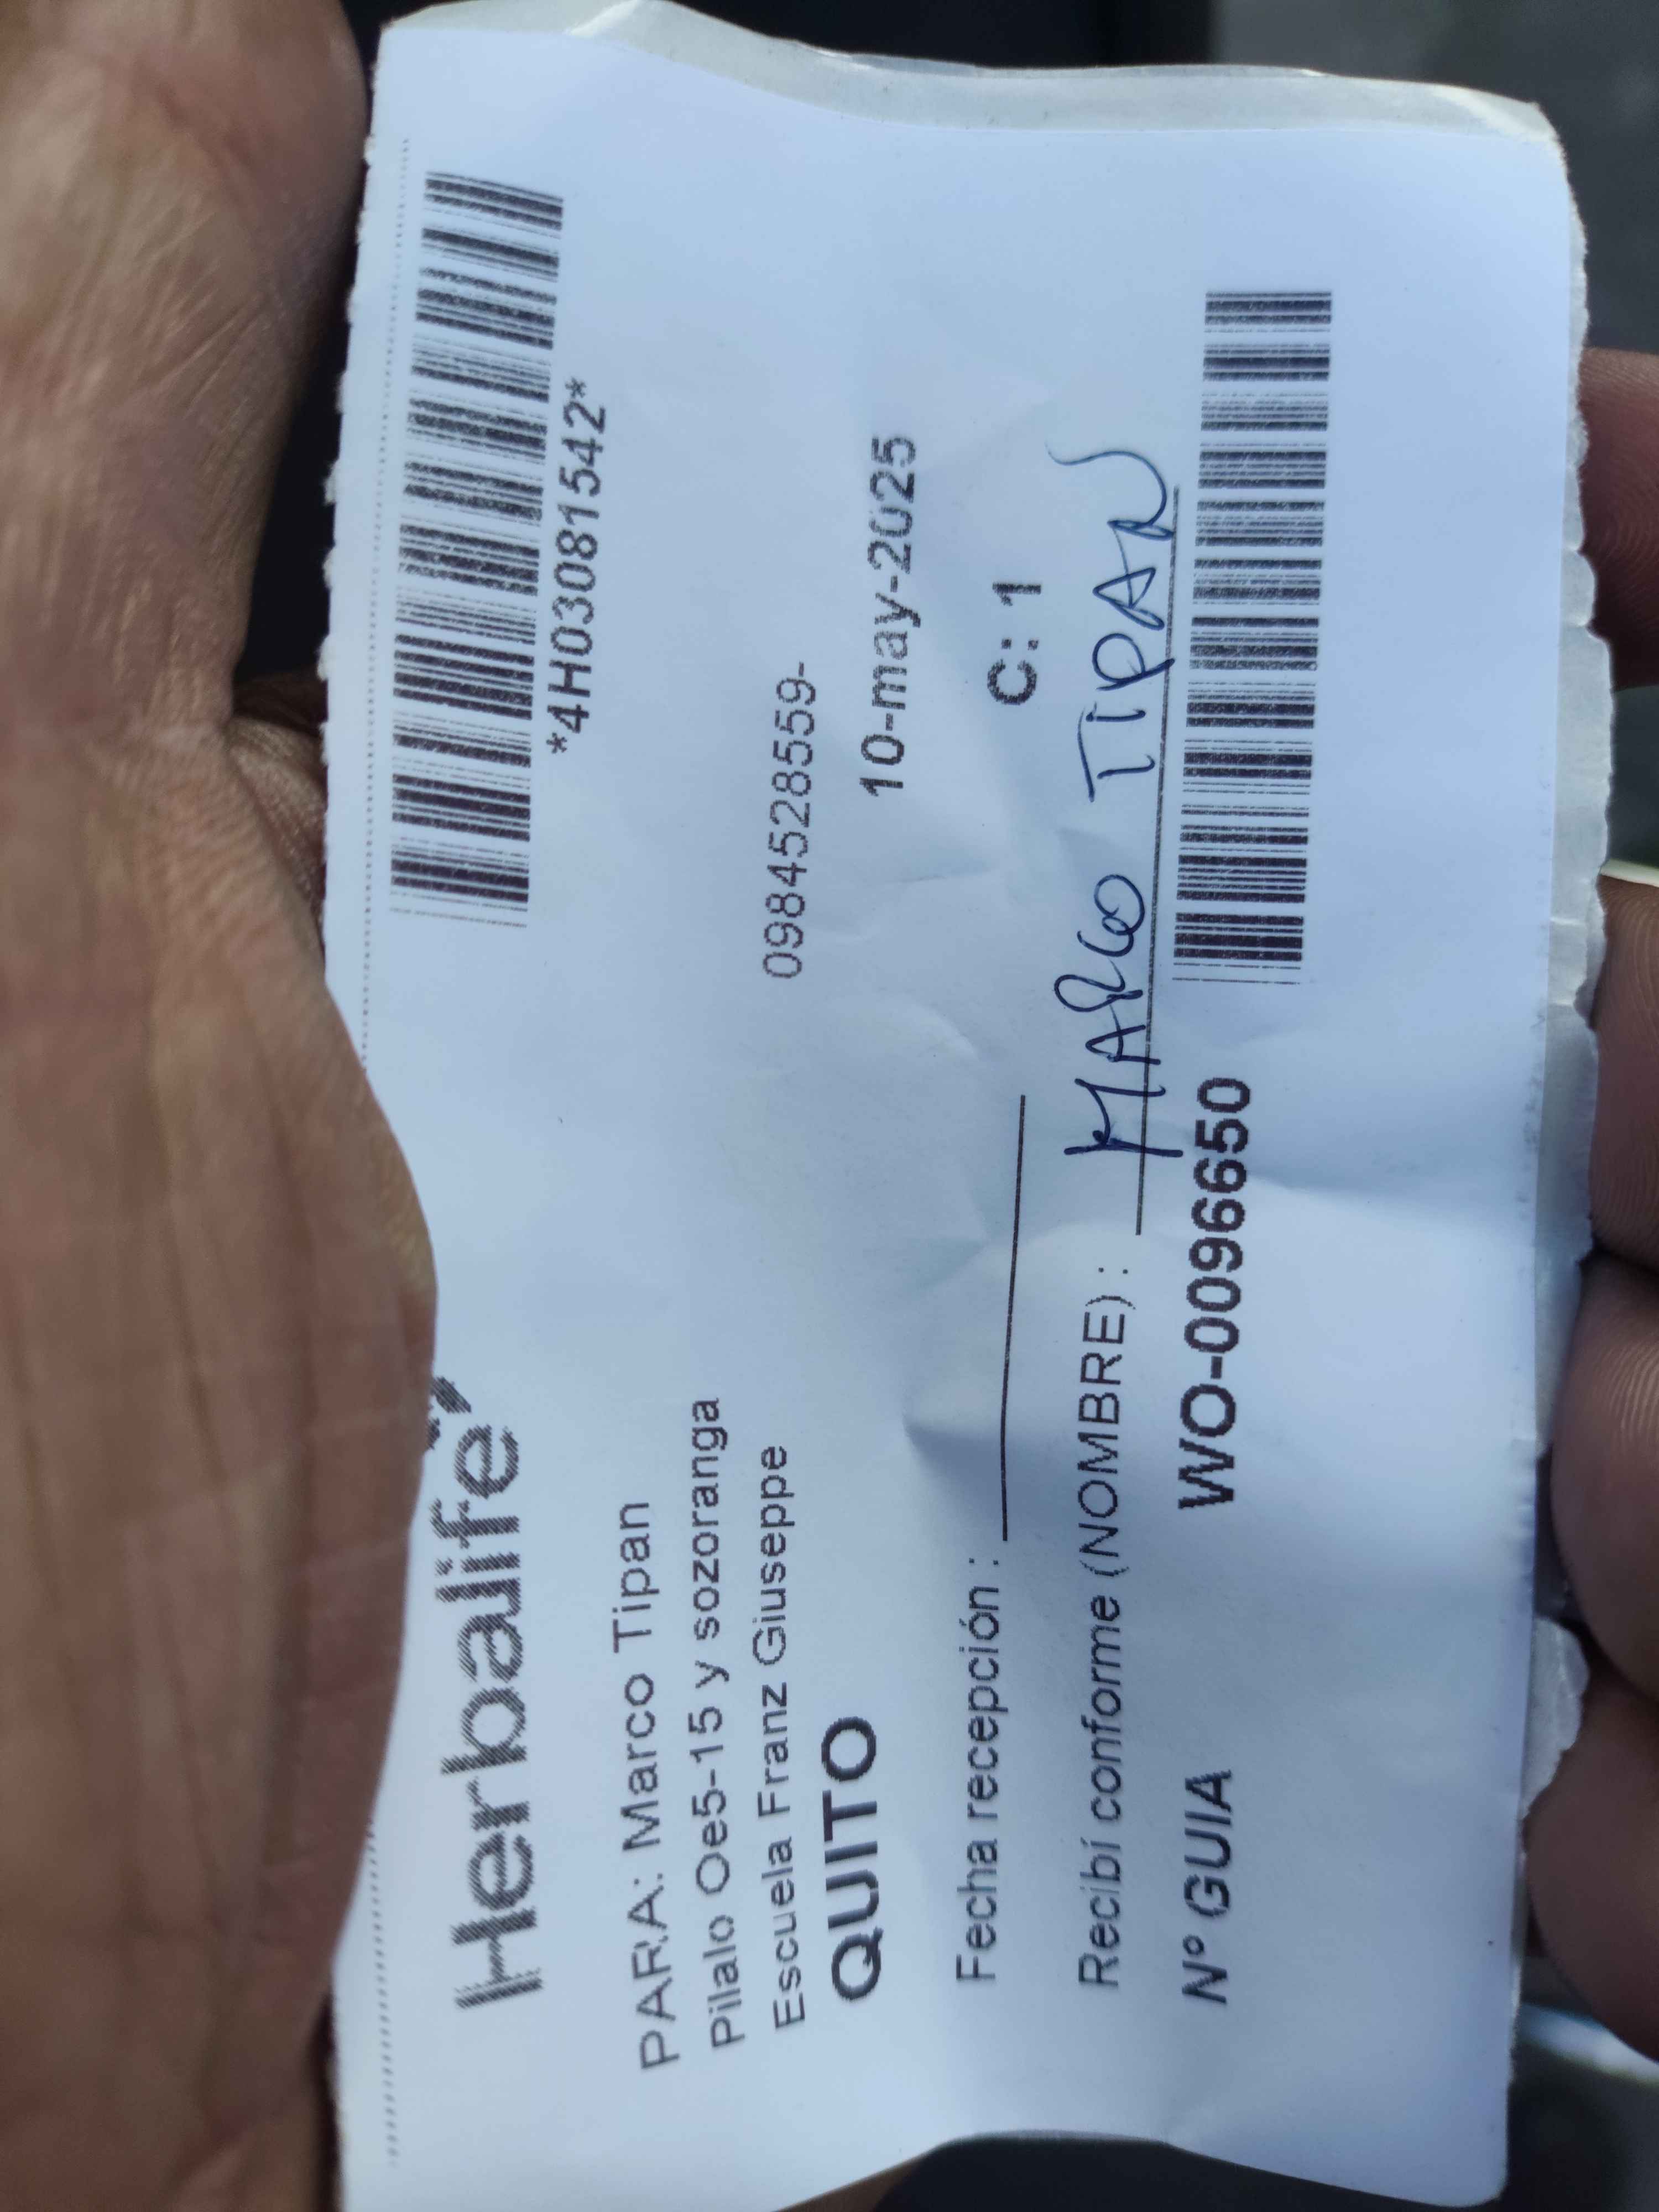 Herbalife
*4H03081542*
PARA: Marco Tipan
Pilalo Oe5-15 y sozoranga
Escuela Franz Giuseppe 0984528559-
QUITO 10-may-2025
Fecha recepción : C: 1
Recibí conforme (NOMBRE) : MARCO TIPAN
Nº GUIA WO-0096650